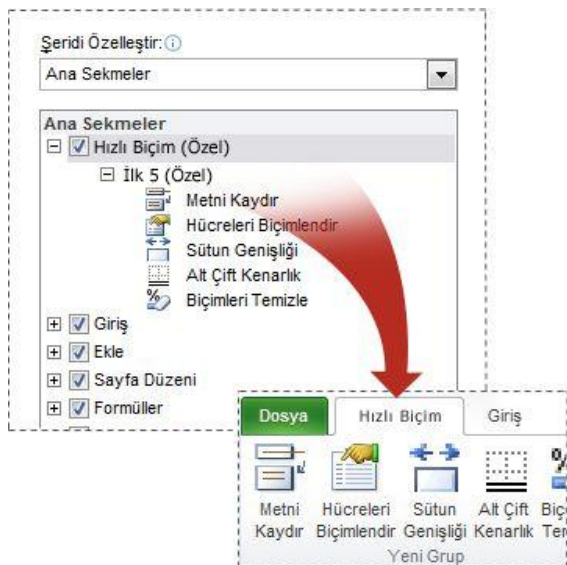 Şeridi Özelleştir:
Ana Sekmeler
Ana Sekmeler
Hızlı Biçim (Özel)
İlk 5 (Özel)
Metni Kaydır
Hücreleri Biçimlendir
Sütun Genişliği
Alt Çift Kenarlık
Biçimleri Temizle
Giriş
Ekle
Sayfa Düzeni
Formüller
Dosya Hızlı Biçim Giriş
Metni Hücreleri Sütun Alt Çift Biç
Kaydır Biçimlendir Genişliği Kenarlık Te
Yeni Grup